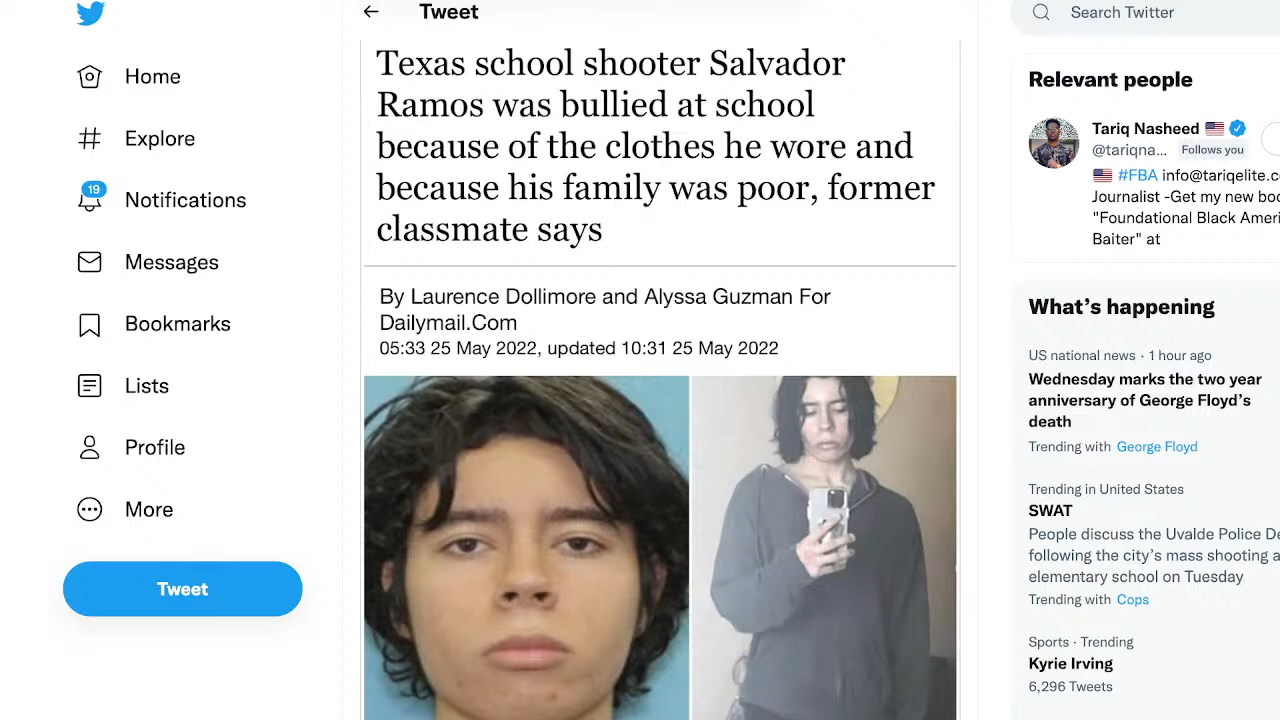 Tweet
Search Twitter
Home
Explore
19
Notifications
Messages
Bookmarks
Lists
Profile
More
Tweet
Texas school shooter Salvador
Ramos was bullied at school
because of the clothes he wore and
because his family was poor, former
classmate says
By Laurence Dollimore and Alyssa Guzman For
Dailymail.Com
05:33 25 May 2022, updated 10:31 25 May 2022
Relevant people
Tariq Nasheed
@tariqna... Follows you
#FBA info@tariqelite.c
Journalist -Get my new boo
"Foundational Black Ameri
Baiter" at
What's happening
US national news · 1 hour ago
Wednesday marks the two year
anniversary of George Floyd's
death
Trending with George Floyd
Trending in United States
SWAT
People discuss the Uvalde Police De
following the city's mass shooting a
elementary school on Tuesday
Trending with Cops
Sports · Trending
Kyrie Irving
6,296 Tweets